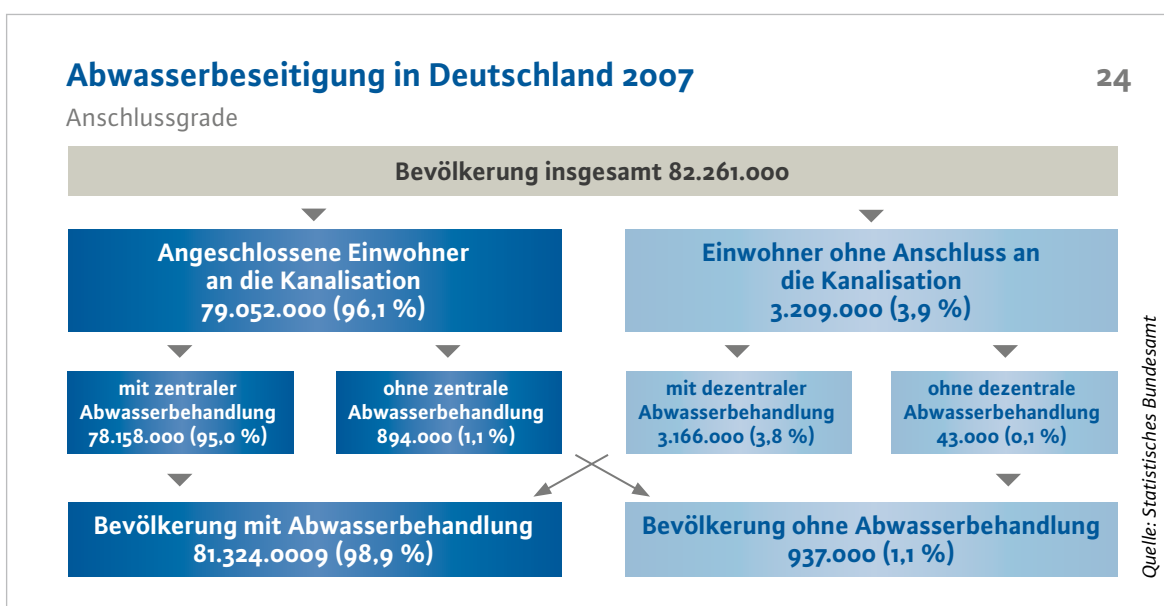 Abwasserbeseitigung in Deutschland 2007
24
Anschlussgrade
Bevölkerung insgesamt 82.261.000
Angeschlossene Einwohner
an die Kanalisation
79.052.000 (96,1 %)
Einwohner ohne Anschluss an
die Kanalisation
3.209.000 (3,9 %)
mit zentraler
Abwasserbehandlung
78.158.000 (95,0 %)
ohne zentrale
Abwasserbehandlung
894.000 (1,1 %)
mit dezentraler
Abwasserbehandlung
3.166.000 (3,8 %)
ohne dezentrale
Abwasserbehandlung
43.000 (0,1 %)
Bevölkerung mit Abwasserbehandlung
81.324.0009 (98,9 %)
Bevölkerung ohne Abwasserbehandlung
937.000 (1,1 %)
Quelle: Statistisches Bundesamt